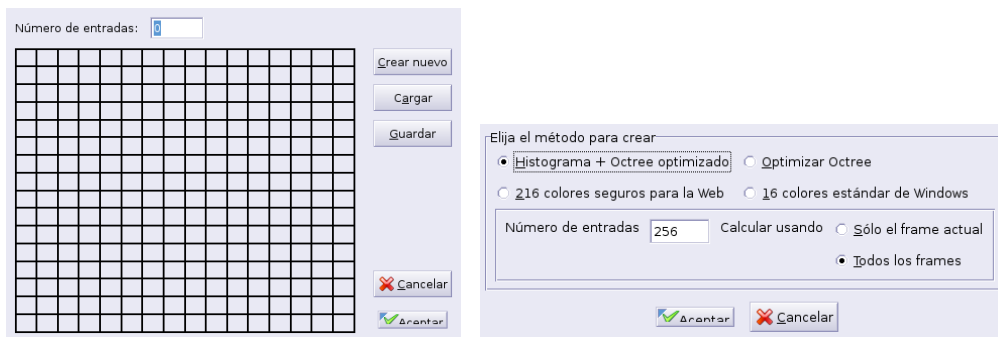 Número de entradas: 0
Crear nuevo
Cargar
Guardar
Cancelar
Aceptar
Elija el método para crear
Histograma + Octree optimizado Optimizar Octree
216 colores seguros para la Web 16 colores estándar de Windows
Número de entradas 256 Calcular usando Sólo el frame actual
Todos los frames
Aceptar Cancelar